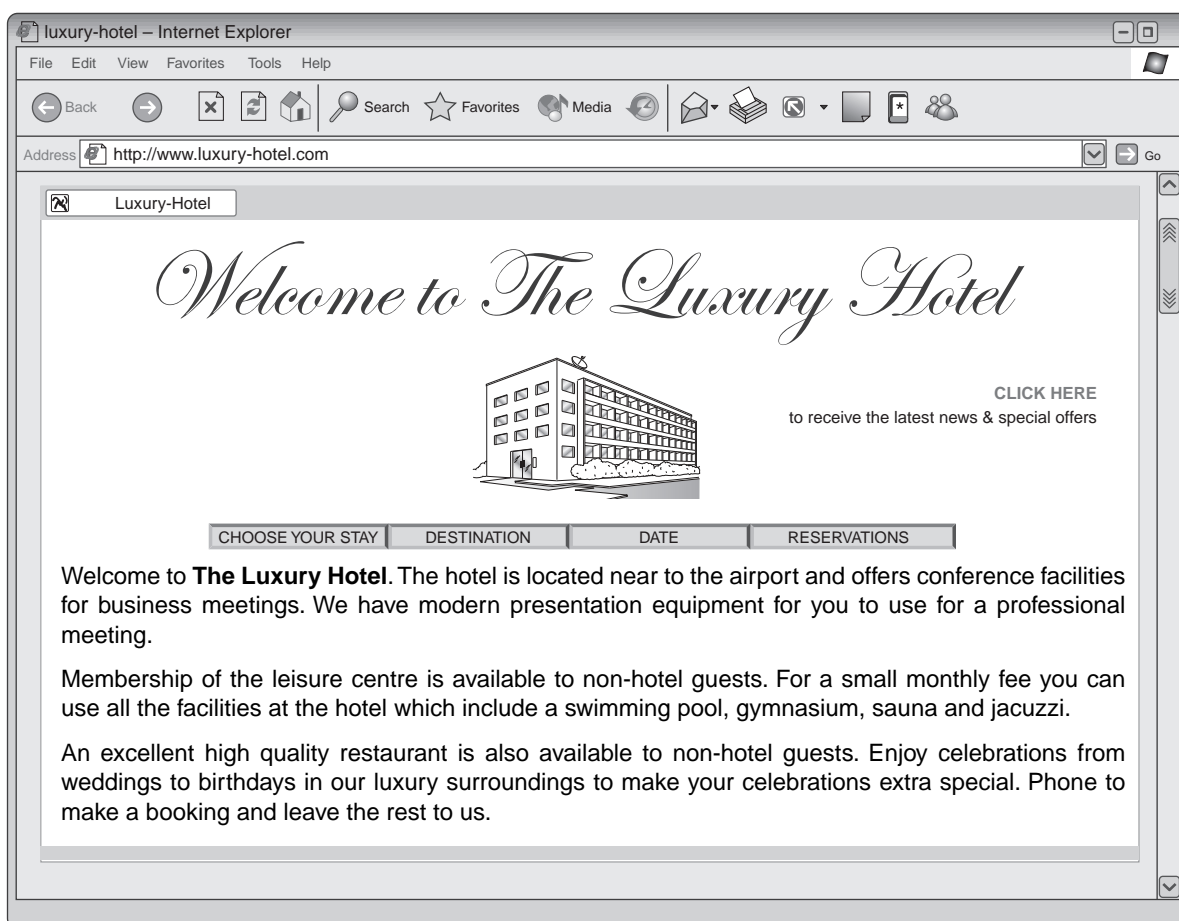 luxury-hotel – Internet Explorer
File Edit View Favorites Tools Help
Back Search Favorites Media
Address http://www.luxury-hotel.com Go
Luxury-Hotel
Welcome to The Luxury Hotel
CLICK HERE
to receive the latest news & special offers
CHOOSE YOUR STAY DESTINATION DATE RESERVATIONS
Welcome to The Luxury Hotel. The hotel is located near to the airport and offers conference facilities
for business meetings. We have modern presentation equipment for you to use for a professional
meeting.
Membership of the leisure centre is available to non-hotel guests. For a small monthly fee you can
use all the facilities at the hotel which include a swimming pool, gymnasium, sauna and jacuzzi.
An excellent high quality restaurant is also available to non-hotel guests. Enjoy celebrations from
weddings to birthdays in our luxury surroundings to make your celebrations extra special. Phone to
make a booking and leave the rest to us.